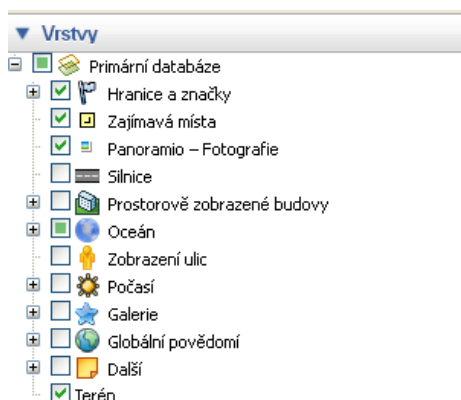 Vrstvy
Primární databáze
Hranice a značky
Zajímavá místa
Panoramio – Fotografie
Silnice
Prostorově zobrazené budovy
Oceán
Zobrazení ulic
Počasí
Galerie
Globální povědomí
Další
Terén